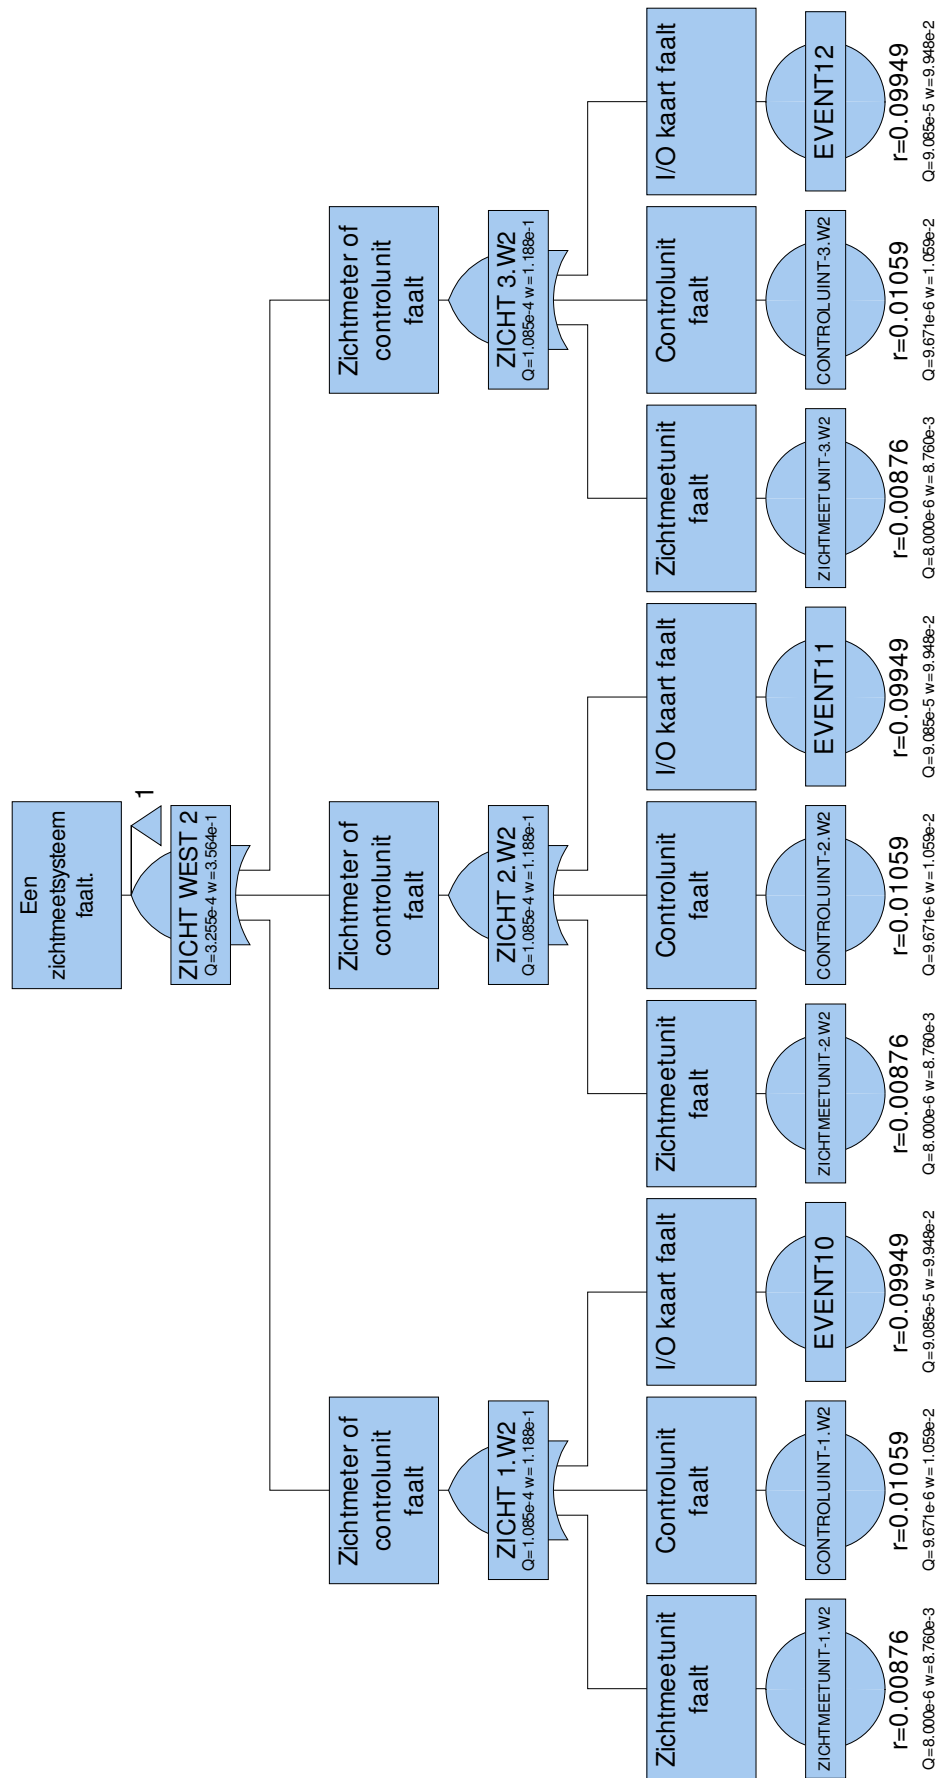 Een
zichtmeetsysteem
faalt.
1
ZICHT WEST 2
Q=3.255e-4 w=3.564e-1
Zichtmeter of
controlunit
faalt
ZICHT 1.W2
Q=1.085e-4 w=1.188e-1
Zichtmeter of
controlunit
faalt
ZICHT 2.W2
Q=1.085e-4 w=1.188e-1
Zichtmeter of
controlunit
faalt
ZICHT 3.W2
Q=1.085e-4 w=1.188e-1
Zichtmeetunit
faalt
ZICHTMEETUNIT-1.W2
r=0.00876
Q=8.000e-6 w=8.760e-3
Controlunit
faalt
CONTROLUINT-1.W2
r=0.01059
Q=9.671e-6 w=1.059e-2
I/O kaart faalt
EVENT10
r=0.09949
Q=9.085e-5 w=9.948e-2
Zichtmeetunit
faalt
ZICHTMEETUNIT-2.W2
r=0.00876
Q=8.000e-6 w=8.760e-3
Controlunit
faalt
CONTROLUINT-2.W2
r=0.01059
Q=9.671e-6 w=1.059e-2
I/O kaart faalt
EVENT11
r=0.09949
Q=9.085e-5 w=9.948e-2
Zichtmeetunit
faalt
ZICHTMEETUNIT-3.W2
r=0.00876
Q=8.000e-6 w=8.760e-3
Controlunit
faalt
CONTROLUINT-3.W2
r=0.01059
Q=9.671e-6 w=1.059e-2
I/O kaart faalt
EVENT12
r=0.09949
Q=9.085e-5 w=9.948e-2